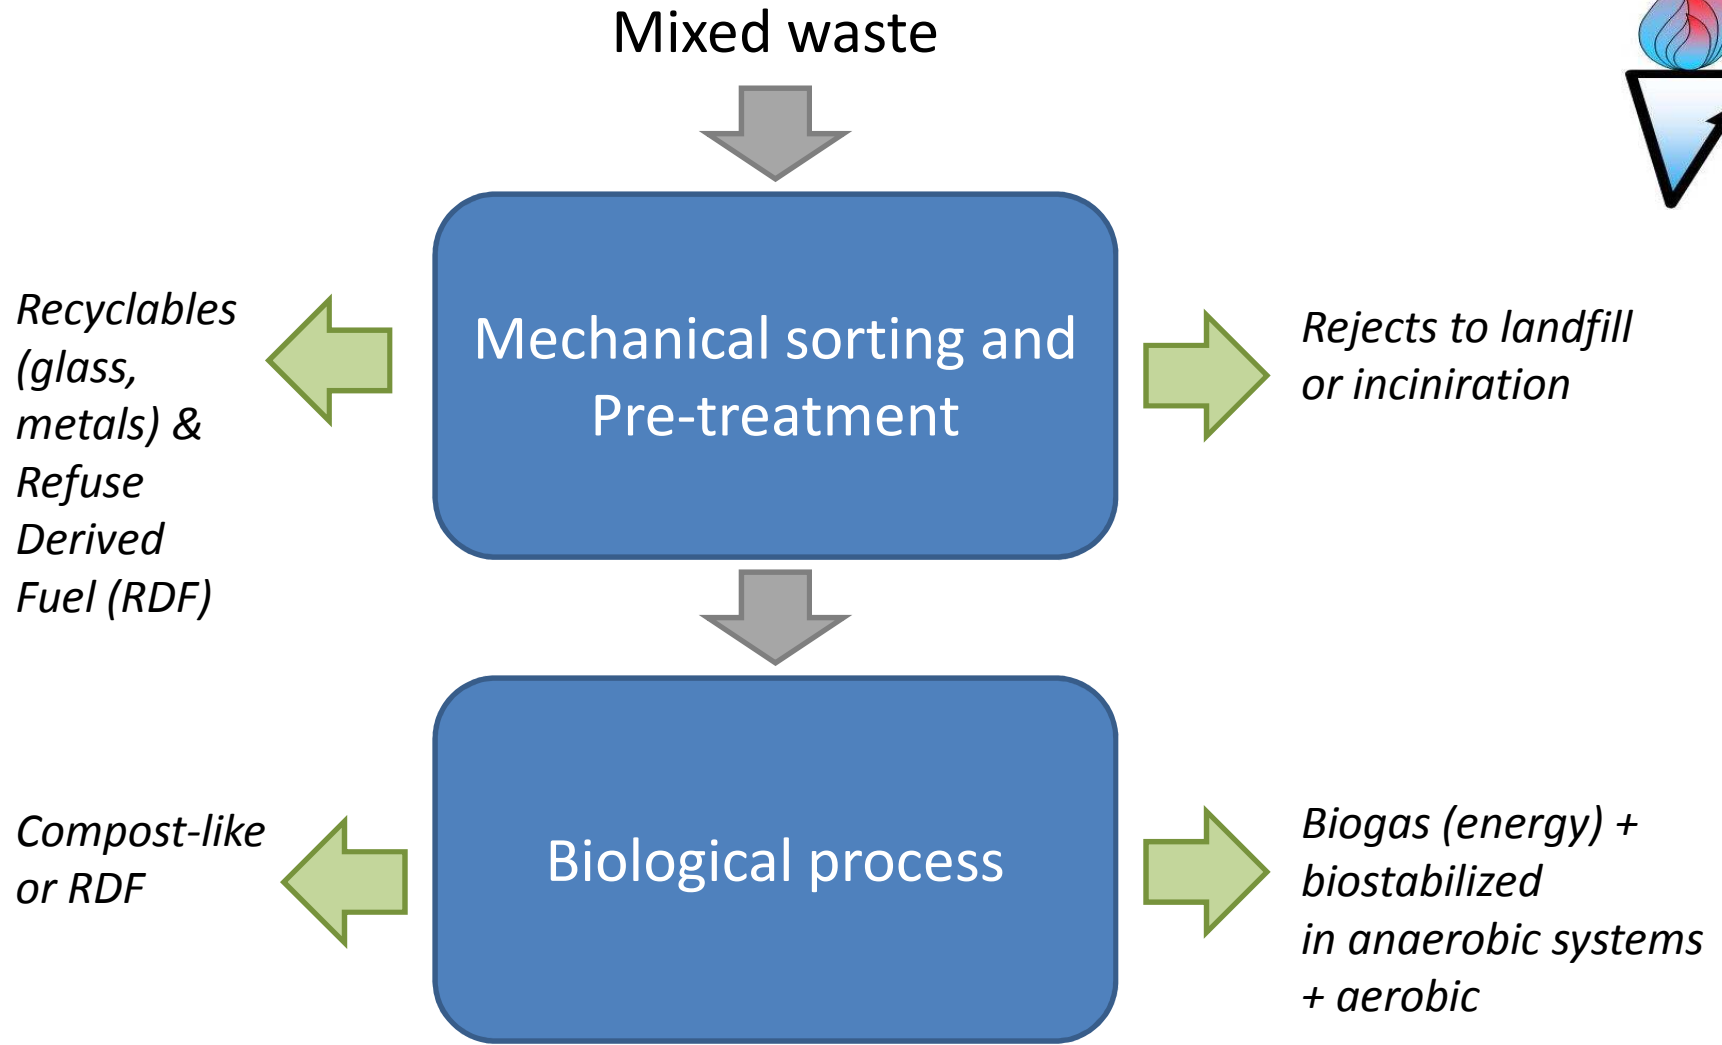 Mixed waste
Recyclables
(glass,
metals) &
Refuse
Derived
Fuel (RDF)
Mechanical sorting and
Pre-treatment
Rejects to landfill
or inciniration
Compost-like
or RDF
Biological process
Biogas (energy) +
biostabilized
in anaerobic systems
+ aerobic